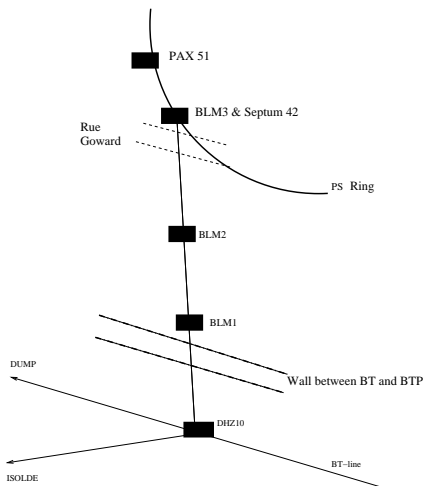 PAX 51
BLM3 & Septum 42
Rue
Goward
PS Ring
BLM2
BLM1
DUMP
Wall between BT and BTP
DHZ10
BT-line
ISOLDE